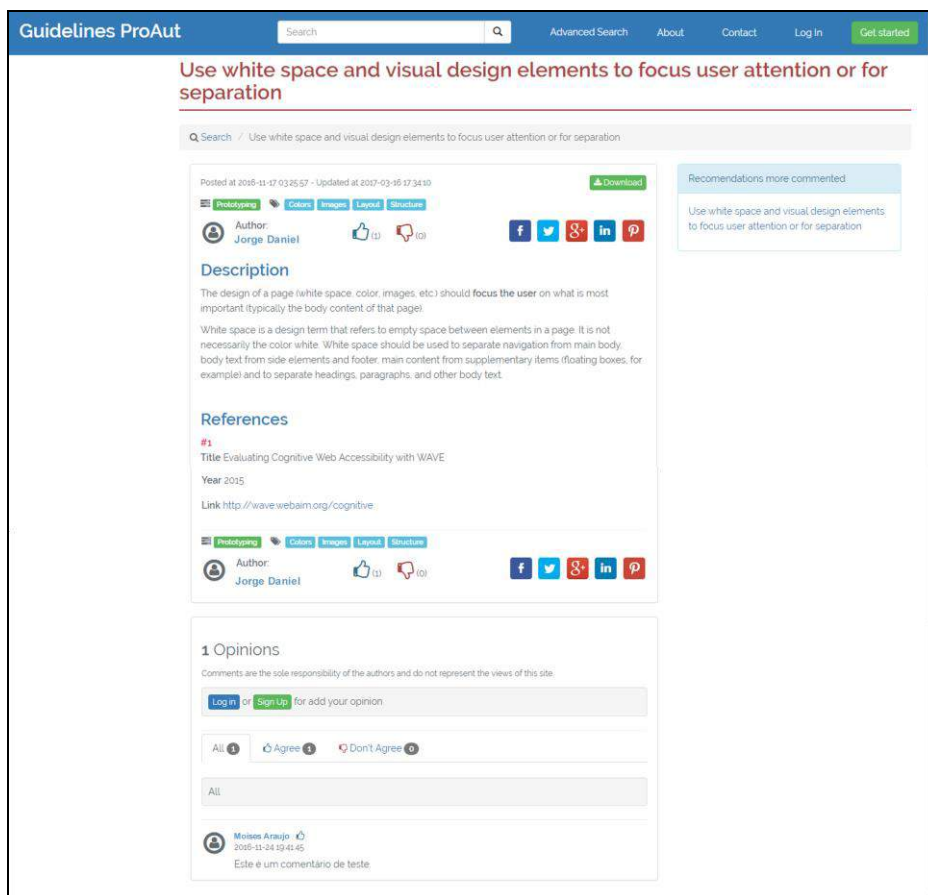 Guidelines ProAut
Search
Advanced Search
About
Contact
Log In
Get started
Use white space and visual design elements to focus user attention or for
separation
Search / Use white space and visual design elements to focus user attention or for separation
Posted at 2016-11-17 03:25:57 - Updated at 2017-03-16 17:34:10
Download
Prototyping Colors Images Layout Structure
Author:
Jorge Daniel
(1) (0)
f g+ in p
Description
The design of a page (white space, color, images, etc.) should focus the user on what is most
important (typically the body content of that page).
White space is a design term that refers to empty space between elements in a page. It is not
necessarily the color white. White space should be used to separate navigation from main body,
body text from side elements and footer, main content from supplementary items (floating boxes, for
example) and to separate headings, paragraphs, and other body text.
References
#1
Title Evaluating Cognitive Web Accessibility with WAVE
Year 2015
Link http://wave.webaim.org/cognitive
Prototyping Colors Images Layout Structure
Author:
Jorge Daniel
(1) (0)
f g+ in p
Recomendations more commented
Use white space and visual design elements
to focus user attention or for separation
1 Opinions
Comments are the sole responsibility of the authors and do not represent the views of this site.
Log in or Sign Up for add your opinion
All 1 Agree 1 Don't Agree 0
All
Moises Araujo
2016-11-24 19:41:45
Este é um comentário de teste.